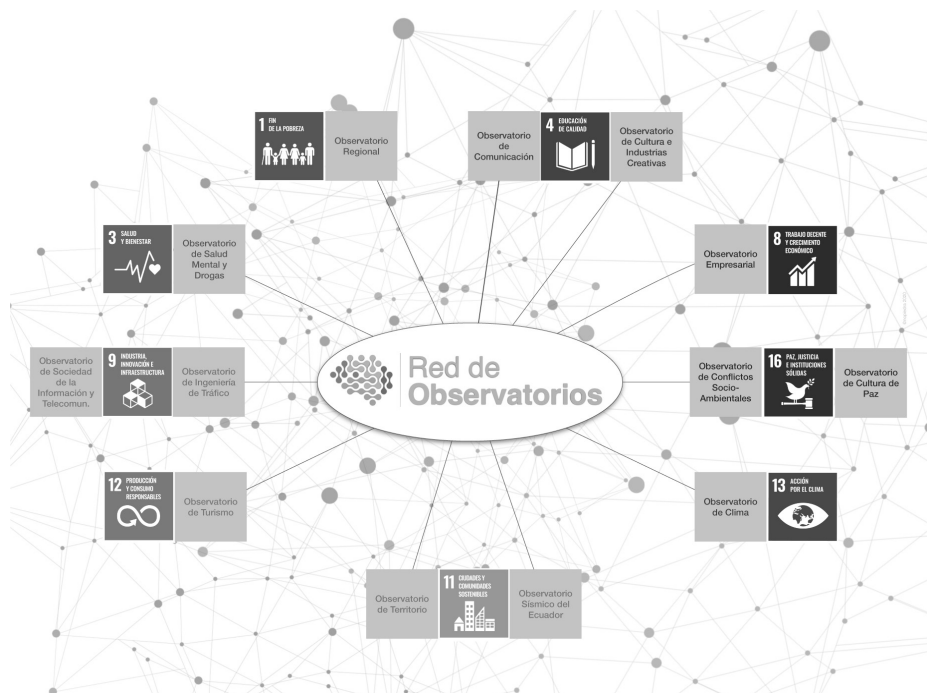 1 FIN
DE LA POBREZA
Observatorio
Regional
Observatorio
de
Comunicación
4 EDUCACIÓN
DE CALIDAD
Observatorio
de Cultura e
Industrias
Creativas
3 SALUD
Y BIENESTAR
Observatorio
de Salud
Mental y
Drogas
Observatorio
Empresarial
8 TRABAJO DECENTE
Y CRECIMIENTO
ECONÓMICO
Observatorio
de Sociedad
de la
Información y
Telecomun.
9 INDUSTRIA,
INNOVACIÓN E
INFRAESTRUCTURA
Observatorio
de Ingeniería
de Tráfico
Red de
Observatorios
Observatorio
de Conflictos
Socio-
Ambientales
16 PAZ, JUSTICIA
E INSTITUCIONES
SÓLIDAS
Observatorio
de Cultura de
Paz
12 PRODUCCIÓN
Y CONSUMO
RESPONSABLES
Observatorio
de Turismo
Observatorio
de Clima
13 ACCIÓN
POR EL CLIMA
Observatorio
de Territorio
11 CIUDADES Y
COMUNIDADES
SOSTENIBLES
Observatorio
Sísmico del
Ecuador